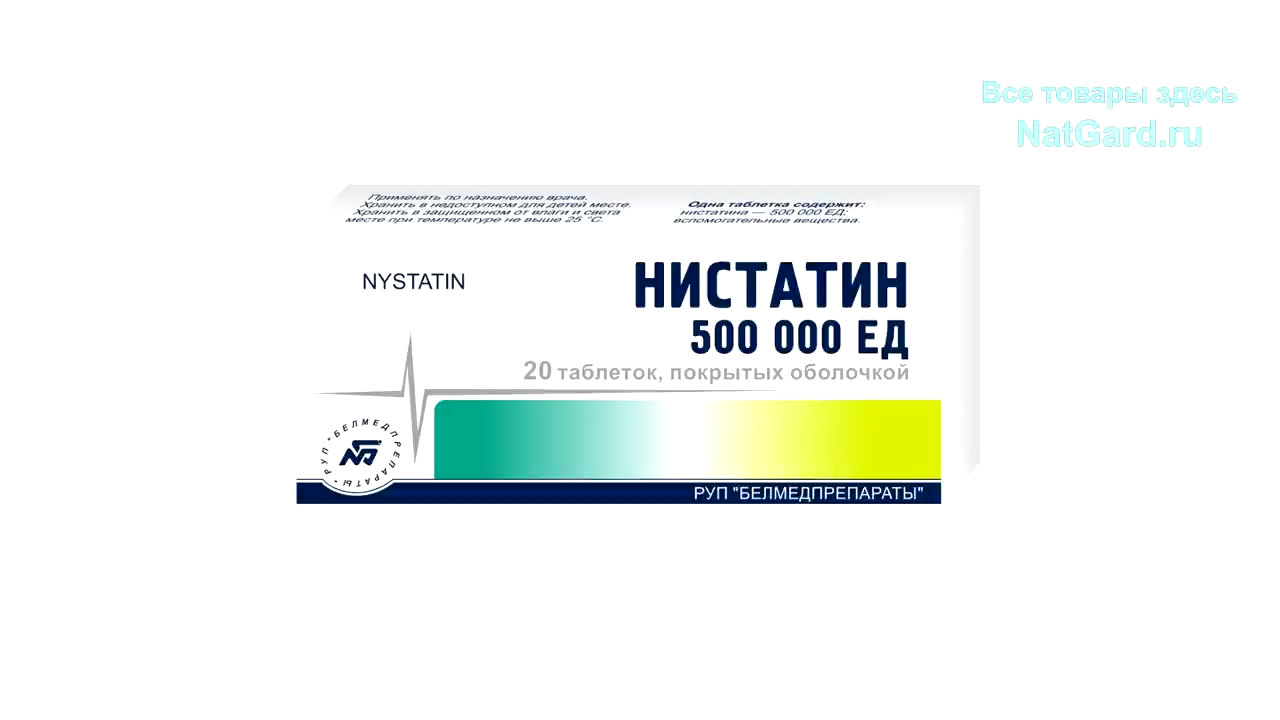 Все товары здесь
NatGard.ru
Применять по назначению врача.
Хранить в недоступном для детей месте.
Хранить в защищенном от влаги и света
месте при температуре не выше 25 °С.
Одна таблетка содержит:
нистатина — 500 000 ЕД;
вспомогательные вещества.
NYSTATIN
НИСТАТИН
500 000 ЕД
20 таблеток, покрытых оболочкой
РУП "БЕЛМЕДПРЕПАРАТЫ"
РУП "БЕЛМЕДПРЕПАРАТЫ"